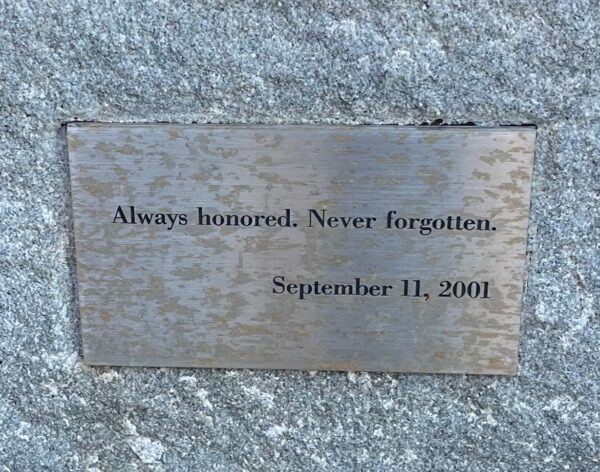 Always honored. Never forgotten.
September 11, 2001